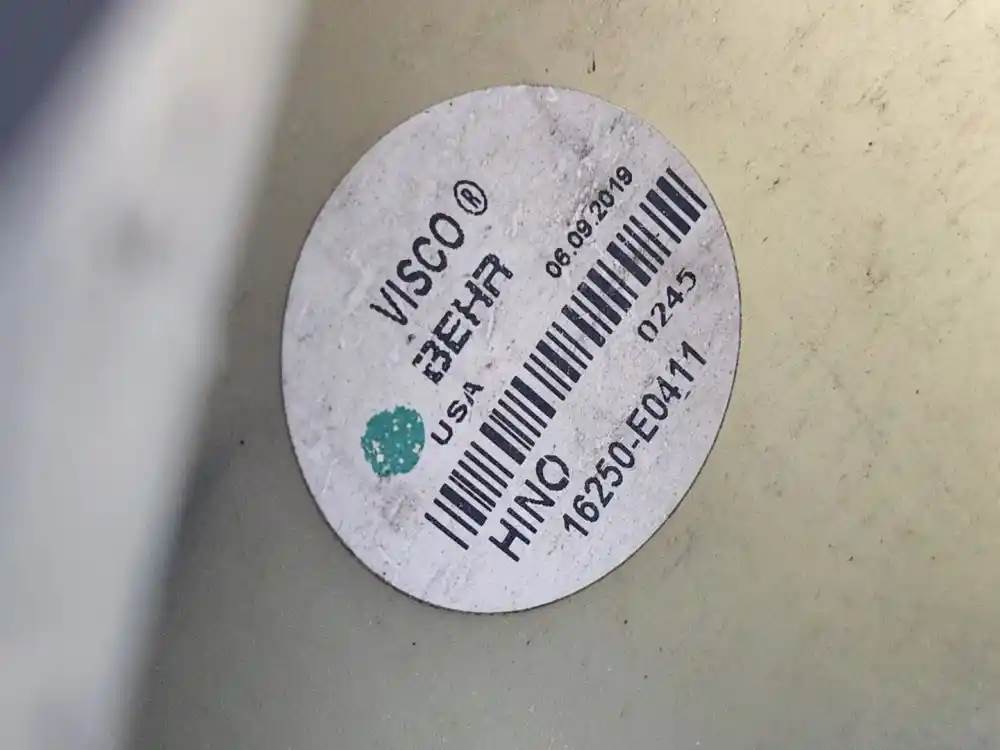 VISCO®
BEHR
USA
06.09.2019
0245
HINO
16250-E0411